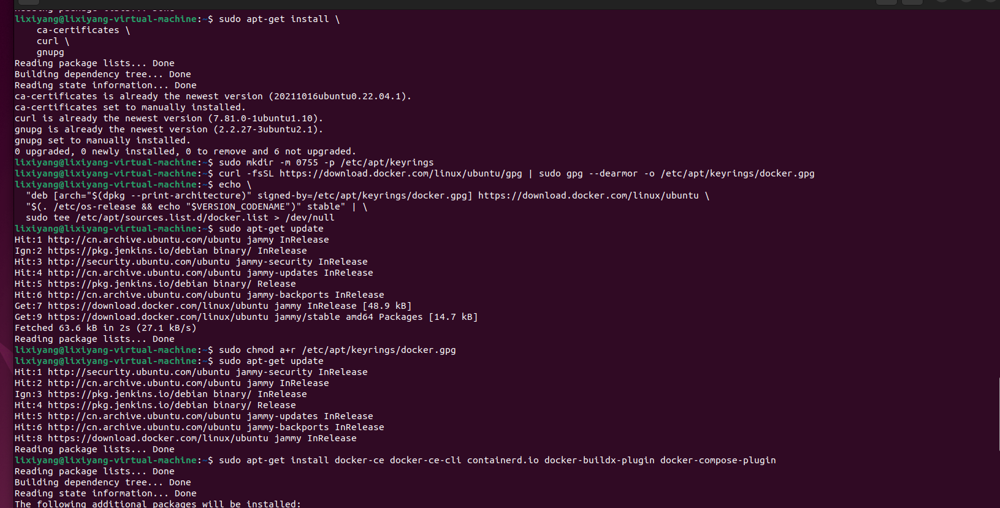 lixiyang@lixiyang-virtual-machine:~$ sudo apt-get install \
    ca-certificates \
    curl \
    gnupg
Reading package lists... Done
Building dependency tree... Done
Reading state information... Done
ca-certificates is already the newest version (20211016ubuntu0.22.04.1).
ca-certificates set to manually installed.
curl is already the newest version (7.81.0-1ubuntu1.10).
gnupg is already the newest version (2.2.27-3ubuntu2.1).
gnupg set to manually installed.
0 upgraded, 0 newly installed, 0 to remove and 6 not upgraded.
lixiyang@lixiyang-virtual-machine:~$ sudo mkdir -m 0755 -p /etc/apt/keyrings
lixiyang@lixiyang-virtual-machine:~$ curl -fsSL https://download.docker.com/linux/ubuntu/gpg | sudo gpg --dearmor -o /etc/apt/keyrings/docker.gpg
lixiyang@lixiyang-virtual-machine:~$ echo \
  "deb [arch="$(dpkg --print-architecture)" signed-by=/etc/apt/keyrings/docker.gpg] https://download.docker.com/linux/ubuntu \
  "$(. /etc/os-release && echo "$VERSION_CODENAME")" stable" | \
  sudo tee /etc/apt/sources.list.d/docker.list > /dev/null
lixiyang@lixiyang-virtual-machine:~$ sudo apt-get update
Hit:1 http://cn.archive.ubuntu.com/ubuntu jammy InRelease
Ign:2 https://pkg.jenkins.io/debian binary/ InRelease
Hit:3 http://security.ubuntu.com/ubuntu jammy-security InRelease
Hit:4 http://cn.archive.ubuntu.com/ubuntu jammy-updates InRelease
Hit:5 https://pkg.jenkins.io/debian binary/ Release
Hit:6 http://cn.archive.ubuntu.com/ubuntu jammy-backports InRelease
Get:7 https://download.docker.com/linux/ubuntu jammy InRelease [48.9 kB]
Get:9 https://download.docker.com/linux/ubuntu jammy/stable amd64 Packages [14.7 kB]
Fetched 63.6 kB in 2s (27.1 kB/s)
Reading package lists... Done
lixiyang@lixiyang-virtual-machine:~$ sudo chmod a+r /etc/apt/keyrings/docker.gpg
lixiyang@lixiyang-virtual-machine:~$ sudo apt-get update
Hit:1 http://security.ubuntu.com/ubuntu jammy-security InRelease
Hit:2 http://cn.archive.ubuntu.com/ubuntu jammy InRelease
Ign:3 https://pkg.jenkins.io/debian binary/ InRelease
Hit:4 https://pkg.jenkins.io/debian binary/ Release
Hit:5 http://cn.archive.ubuntu.com/ubuntu jammy-updates InRelease
Hit:6 http://cn.archive.ubuntu.com/ubuntu jammy-backports InRelease
Hit:8 https://download.docker.com/linux/ubuntu jammy InRelease
Reading package lists... Done
lixiyang@lixiyang-virtual-machine:~$ sudo apt-get install docker-ce docker-ce-cli containerd.io docker-buildx-plugin docker-compose-plugin
Reading package lists... Done
Building dependency tree... Done
Reading state information... Done
The following additional packages will be installed: